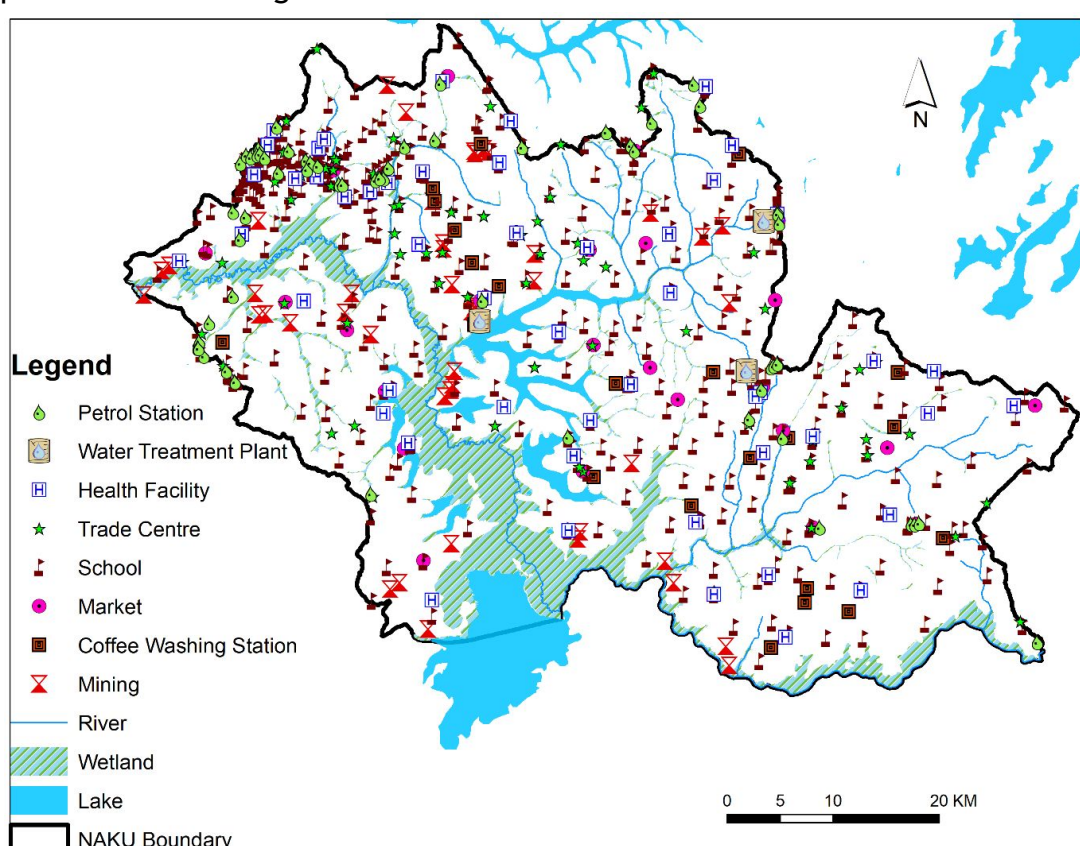 N
Legend
Petrol Station
Water Treatment Plant
Health Facility
Trade Centre
School
Market
Coffee Washing Station
Mining
River
Wetland
Lake
NAKU Boundary
0 5 10 20 KM